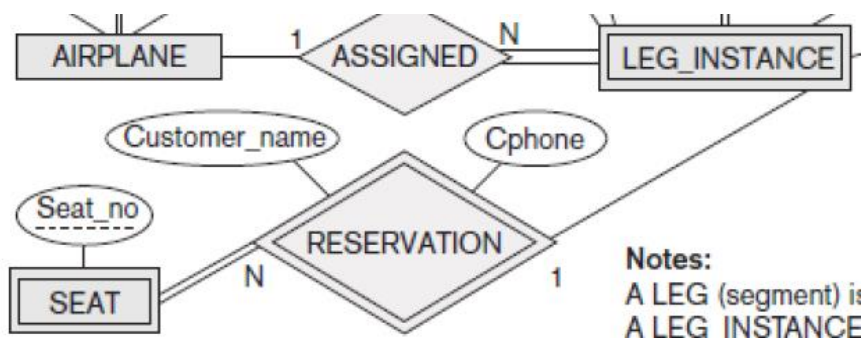 AIRPLANE
1
ASSIGNED
N
LEG_INSTANCE
Customer_name
Cphone
Seat_no
RESERVATION
N
1
SEAT
Notes:
A LEG (segment) is
A LEG_INSTANCE